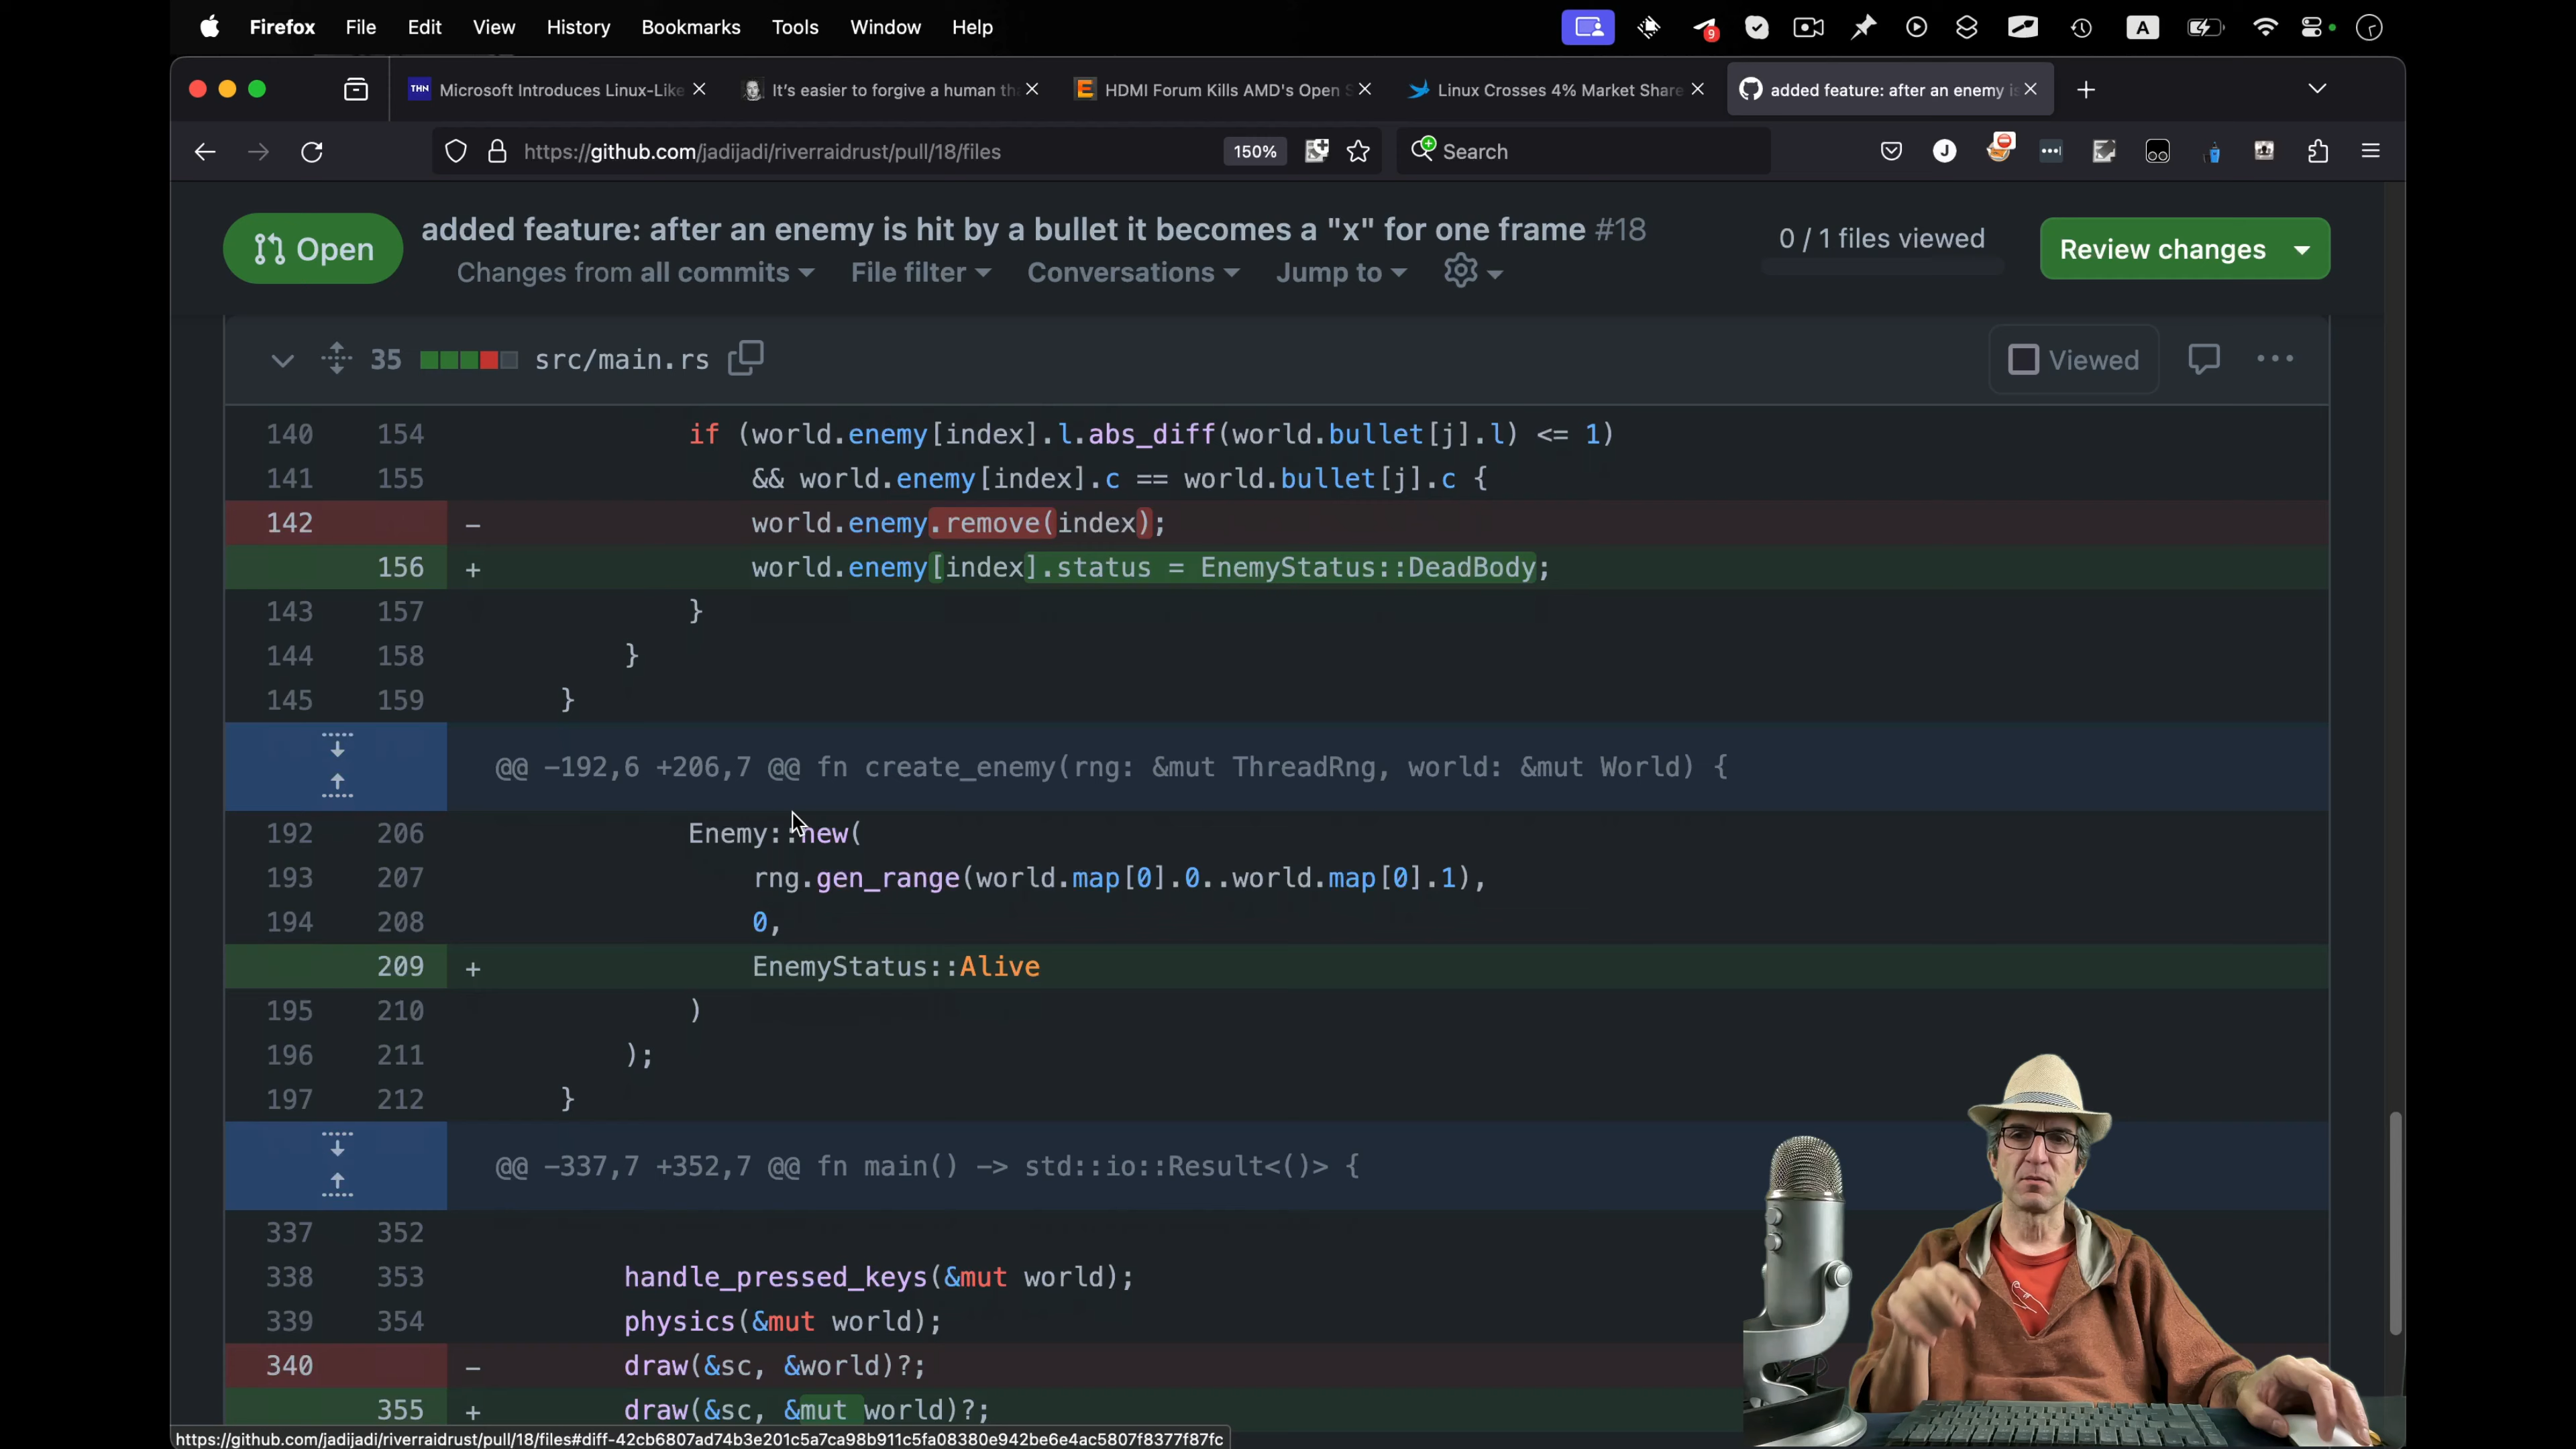 Firefox File Edit View History Bookmarks Tools Window Help
9
A
THN Microsoft Introduces Linux-Like
It's easier to forgive a human th
E HDMI Forum Kills AMD's Open S
Linux Crosses 4% Market Share
added feature: after an enemy is
https://github.com/jadijadi/riverraidrust/pull/18/files
150%
Search
J
Open
added feature: after an enemy is hit by a bullet it becomes a "x" for one frame #18
Changes from all commits File filter Conversations Jump to
0 / 1 files viewed
Review changes
35 src/main.rs
Viewed
140 154 if (world.enemy[index].l.abs_diff(world.bullet[j].l) <= 1)
141 155 && world.enemy[index].c == world.bullet[j].c {
142 - world.enemy.remove(index);
156 + world.enemy[index].status = EnemyStatus::DeadBody;
143 157 }
144 158 }
145 159 }
@@ -192,6 +206,7 @@ fn create_enemy(rng: &mut ThreadRng, world: &mut World) {
192 206 Enemy::new(
193 207 rng.gen_range(world.map[0].0..world.map[0].1),
194 208 0,
209 + EnemyStatus::Alive
195 210 )
196 211 );
197 212 }
@@ -337,7 +352,7 @@ fn main() -> std::io::Result<()> {
337 352
338 353 handle_pressed_keys(&mut world);
339 354 physics(&mut world);
340 - draw(&sc, &world)?;
355 + draw(&sc, &mut world)?;
https://github.com/jadijadi/riverraidrust/pull/18/files#diff-42cb6807ad74b3e201c5a7ca98b911c5fa08380e942be6e4ac5807f8377f87fc